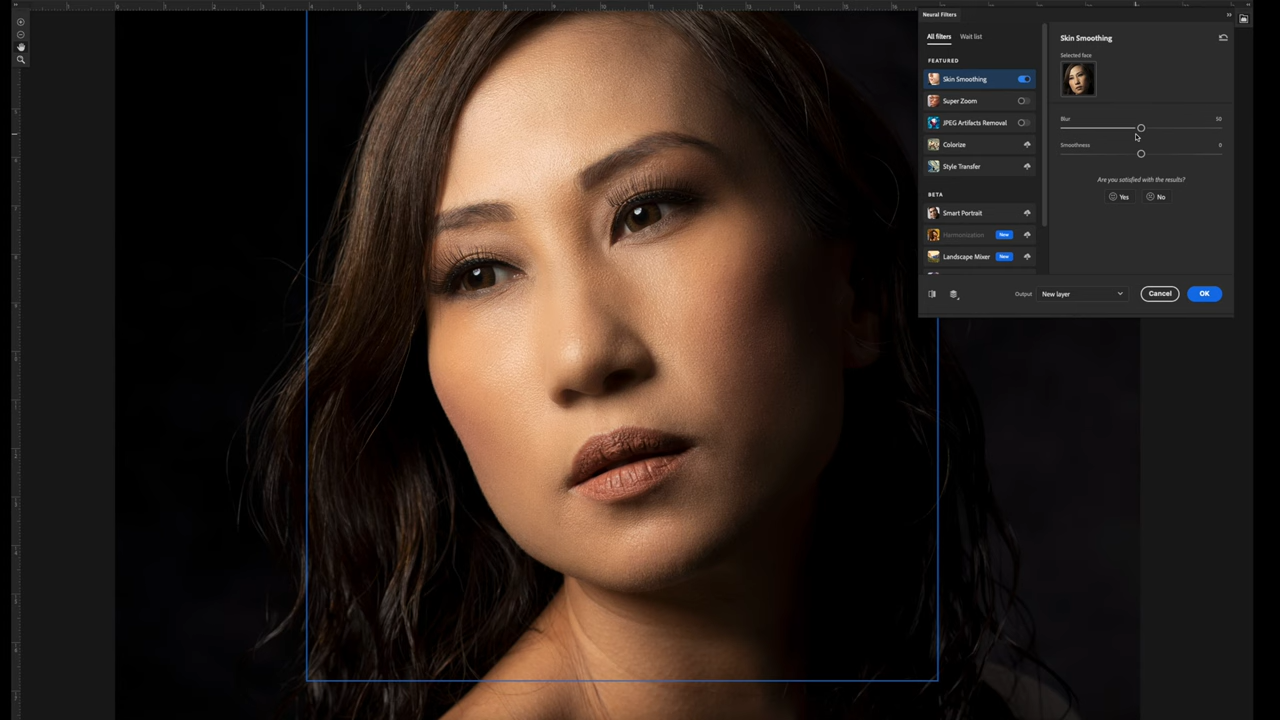 Neural Filters
All filters Wait list
FEATURED
Skin Smoothing
Super Zoom
JPEG Artifacts Removal
Colorize
Style Transfer
BETA
Smart Portrait
Harmonization New
Landscape Mixer New
Skin Smoothing
Selected face
Blur 50
Smoothness 0
Are you satisfied with the results?
Yes No
Output New layer
Cancel OK